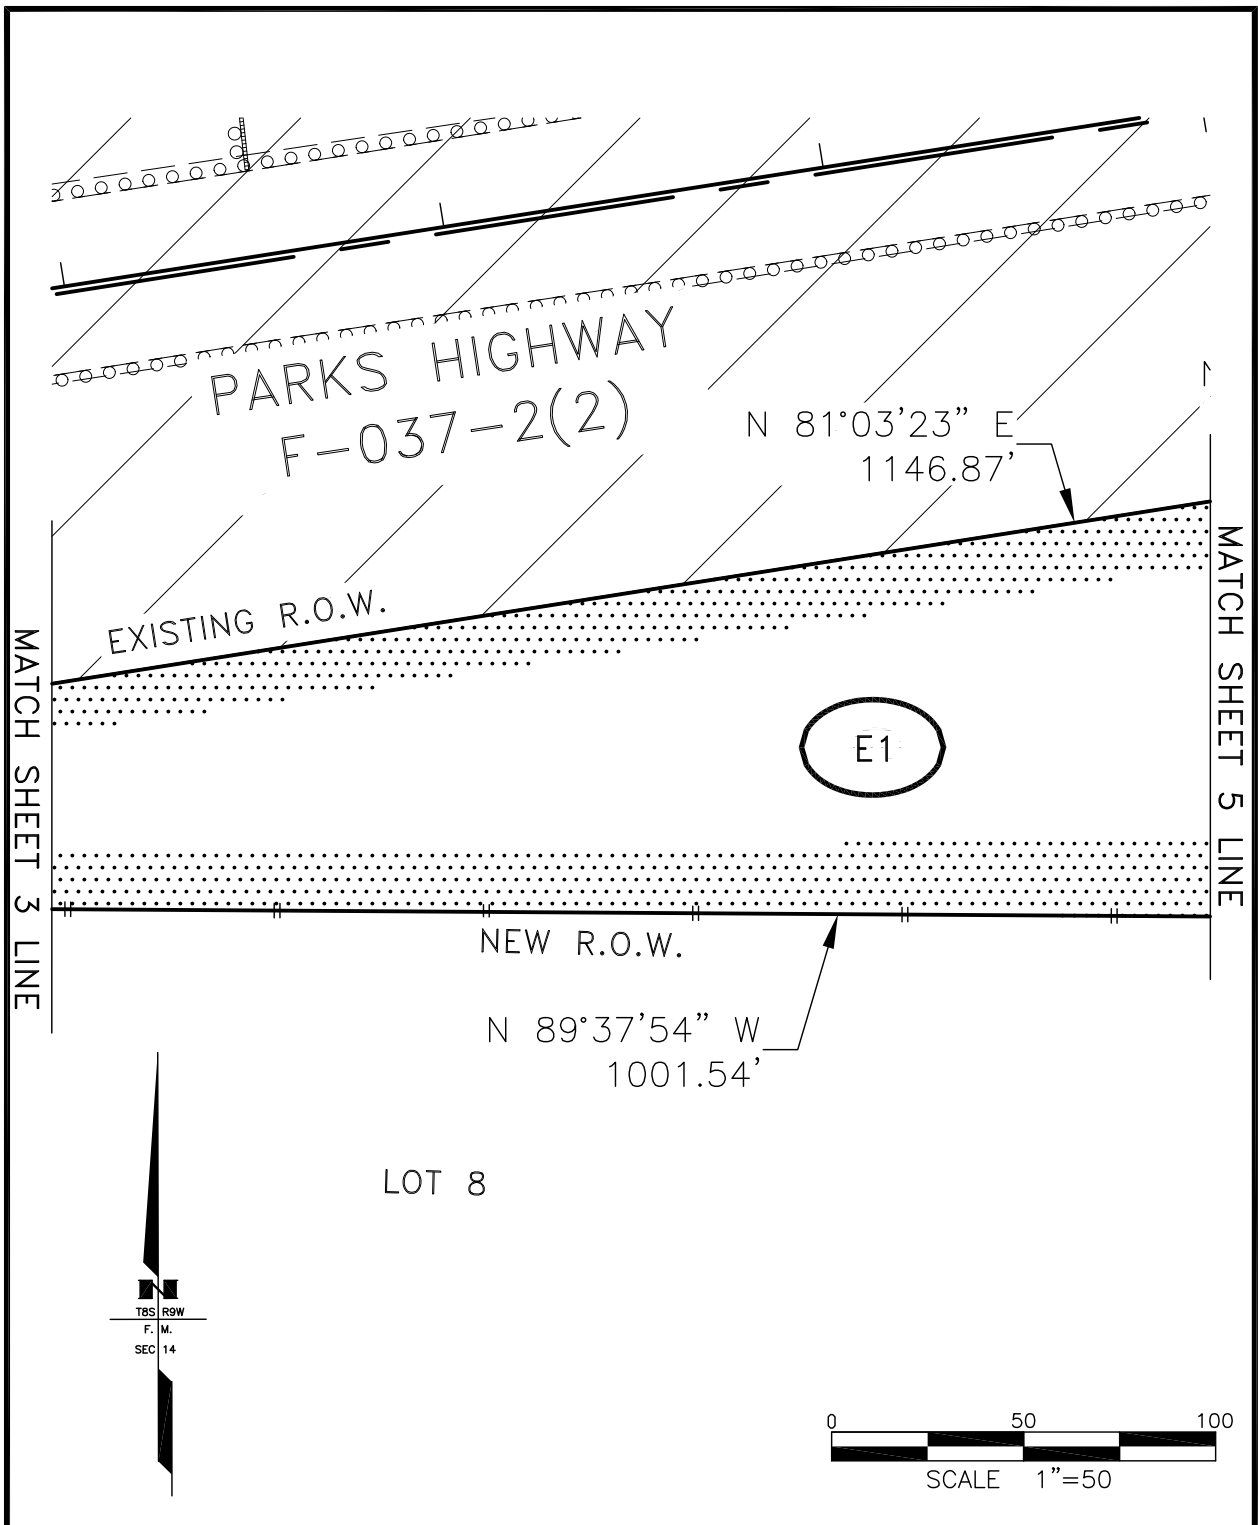 PARKS HIGHWAY
F-037-2(2)
N 81°03'23" E
1146.87'
EXISTING R.O.W.
MATCH SHEET 3 LINE
MATCH SHEET 5 LINE
E1
NEW R.O.W.
N 89°37'54" W
1001.54'
LOT 8
N
T8S R9W
F. M.
SEC 14
0 50 100
SCALE 1"=50